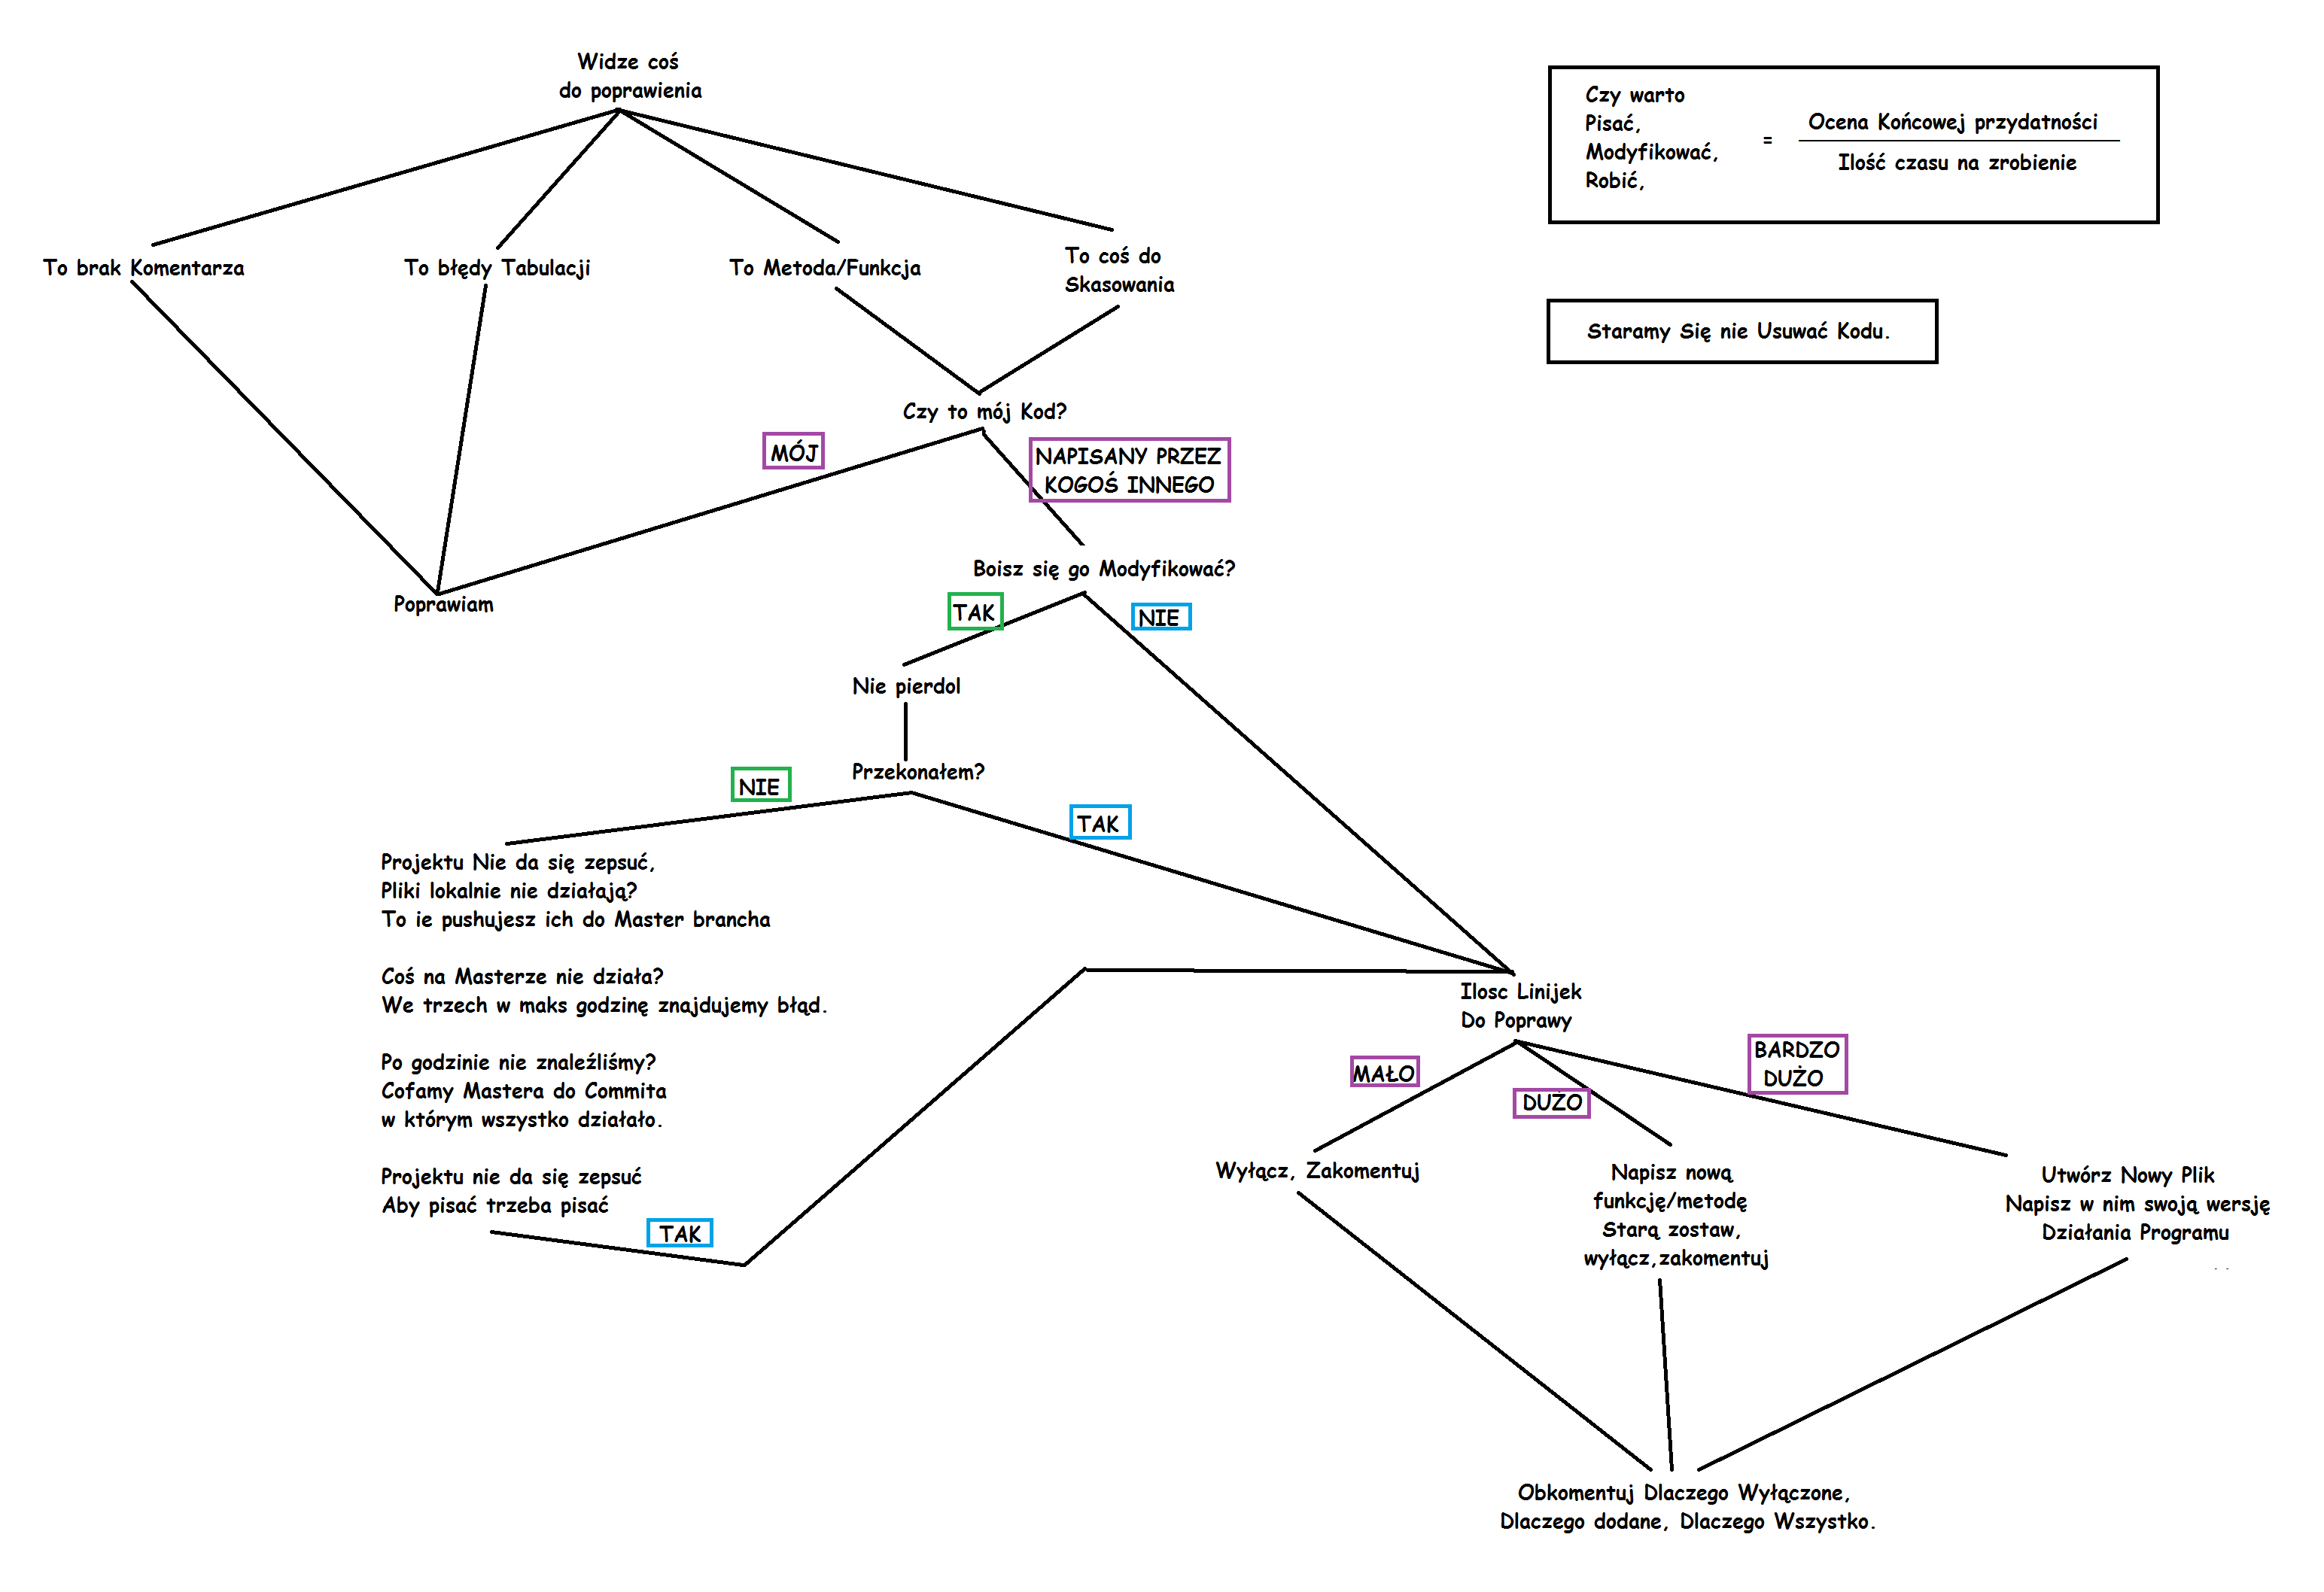 Widze coś
do poprawienia
Czy warto
Pisać,
Modyfikować,
Robić,
=
Ocena Końcowej przydatności
Ilość czasu na zrobienie
To brak Komentarza
To błędy Tabulacji
To Metoda/Funkcja
To coś do
Skasowania
Staramy Się nie Usuwać Kodu.
Czy to mój Kod?
MÓJ
NAPISANY PRZEZ
KOGOŚ INNEGO
Boisz się go Modyfikować?
Poprawiam
TAK
NIE
Nie pierdol
Przekonałem?
NIE
TAK
Projektu Nie da się zepsuć,
Pliki lokalnie nie działają?
To ie pushujesz ich do Master brancha
Coś na Masterze nie działa?
We trzech w maks godzinę znajdujemy błąd.
Po godzinie nie znaleźliśmy?
Cofamy Mastera do Commita
w którym wszystko działało.
Projektu nie da się zepsuć
Aby pisać trzeba pisać
TAK
Ilosc Linijek
Do Poprawy
MAŁO
DUŻO
BARDZO
DUŻO
Wyłącz, Zakomentuj
Napisz nową
funkcję/metodę
Starą zostaw,
wyłącz,zakomentuj
Utwórz Nowy Plik
Napisz w nim swoją wersję
Działania Programu
Obkomentuj Dlaczego Wyłączone,
Dlaczego dodane, Dlaczego Wszystko.